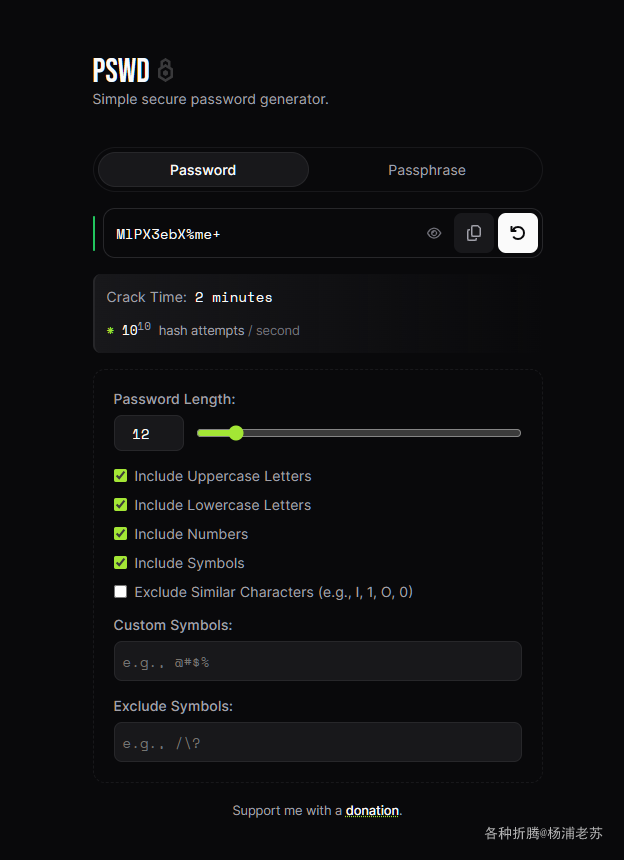 PSWD
Simple secure password generator.
Password
Passphrase
MlPX3ebX%me+
Crack Time: 2 minutes
* 10^10 hash attempts / second
Password Length:
12
Include Uppercase Letters
Include Lowercase Letters
Include Numbers
Include Symbols
Exclude Similar Characters (e.g., I, 1, O, 0)
Custom Symbols:
e.g., @#$%
Exclude Symbols:
e.g., /\?
Support me with a donation.
各种折腾@杨浦老苏